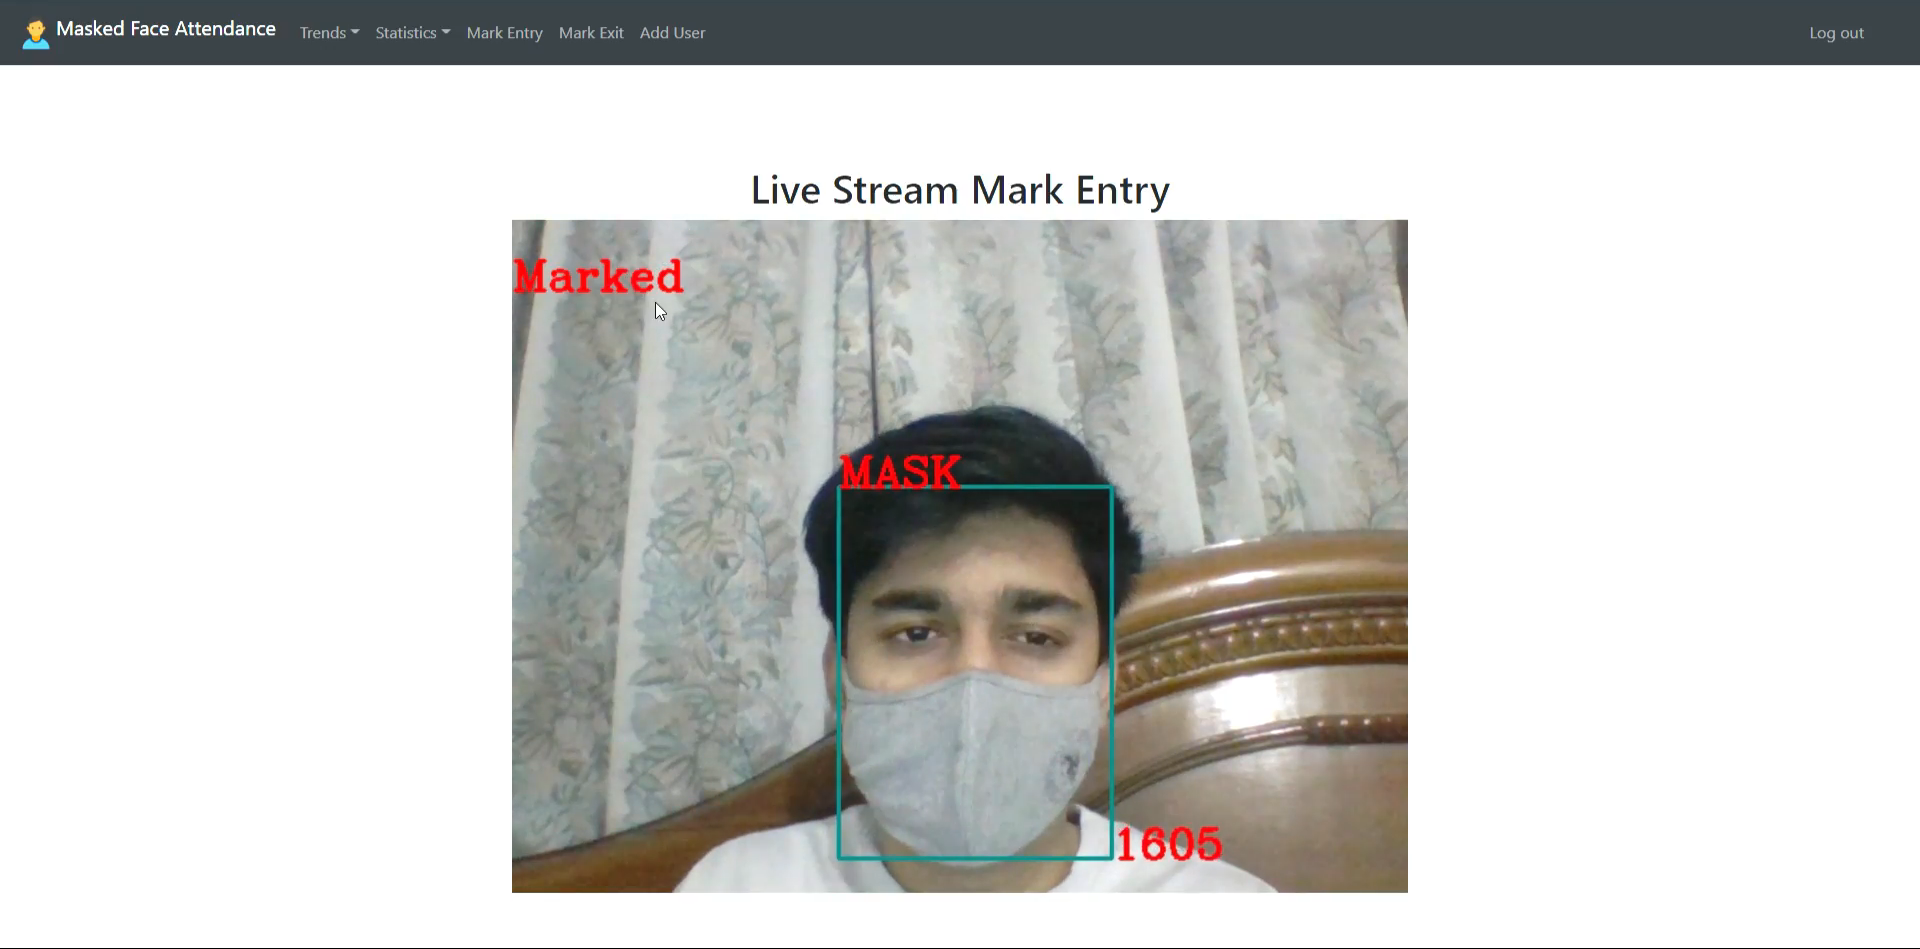 Masked Face Attendance Trends Statistics Mark Entry Mark Exit Add User Log out
Live Stream Mark Entry
Marked
MASK
1605